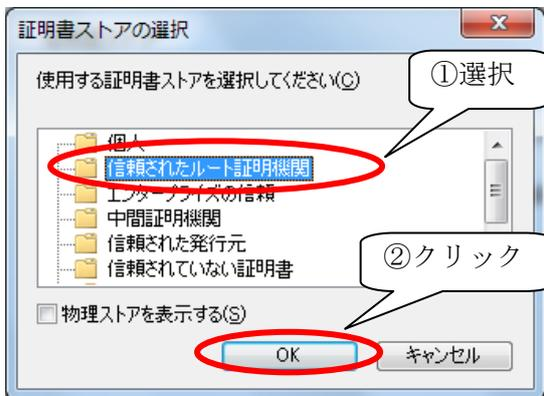 証明書ストアの選択
使用する証明書ストアを選択してください(C)
①選択
個人
信頼されたルート証明機関
エンタープライズの信頼
中間証明機関
信頼された発行元
信頼されていない証明書
②クリック
物理ストアを表示する(S)
OK
キャンセル